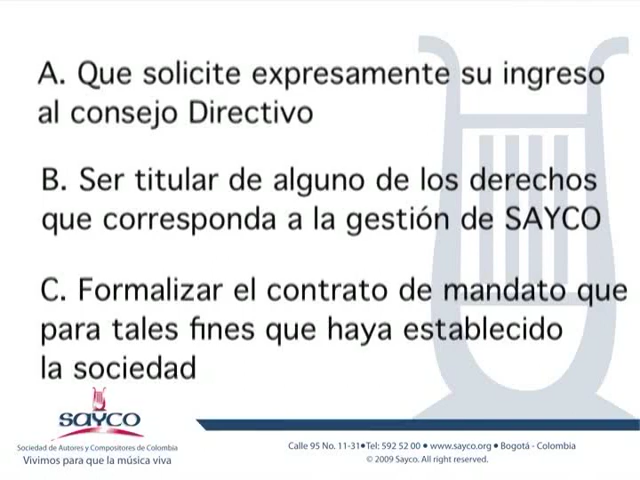 A. Que solicite expresamente su ingreso
al consejo Directivo
B. Ser titular de alguno de los derechos
que corresponda a la gestión de SAYCO
C. Formalizar el contrato de mandato que
para tales fines que haya establecido
la sociedad
sayco
Sociedad de Autores y Compositores de Colombia
Vivimos para que la música viva
Calle 95 No. 11-31●Tel: 592 52 00 ● www.sayco.org ● Bogotá - Colombia
© 2009 Sayco. All right reserved.